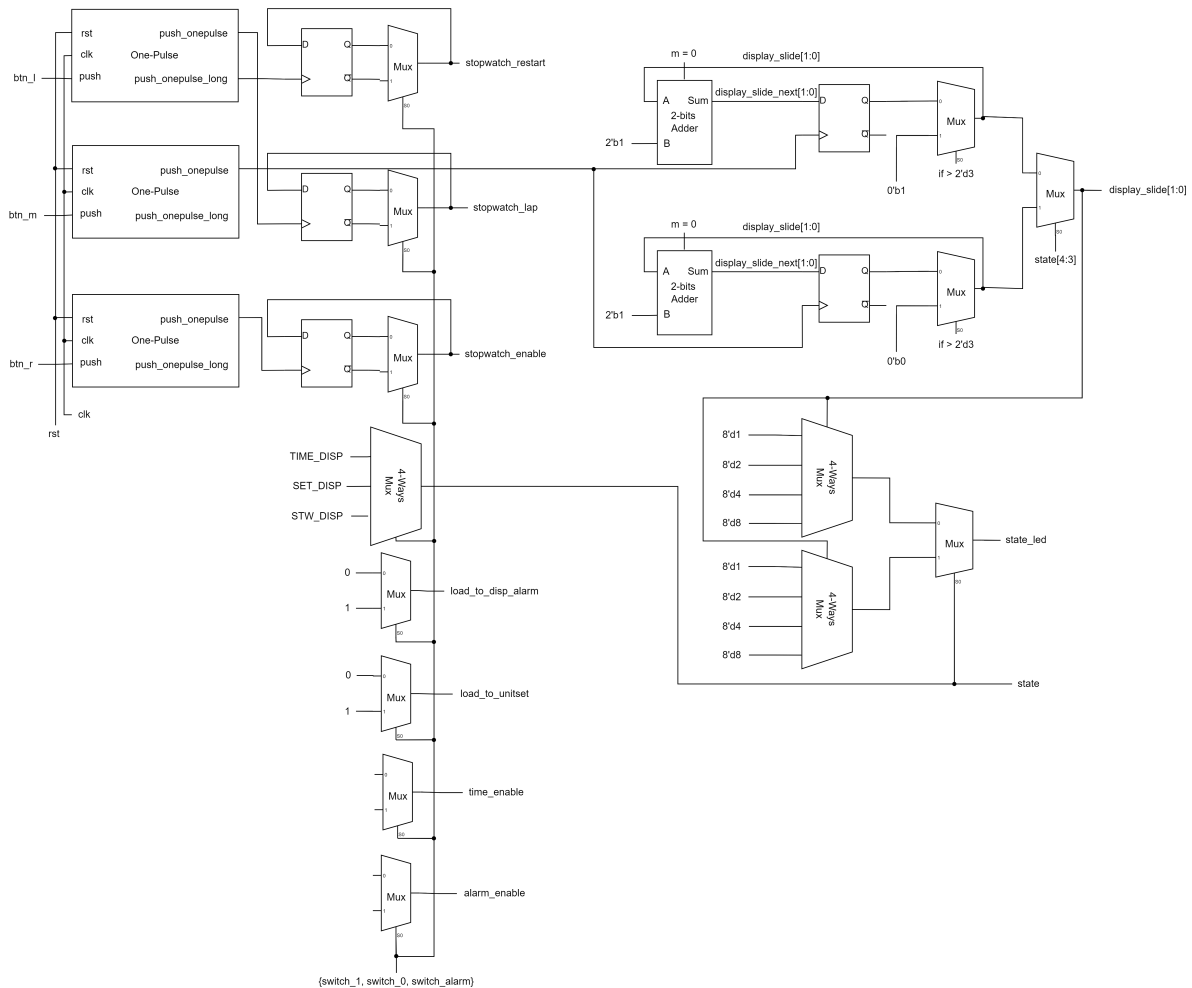 rst
push_onepulse
clk
One-Pulse
btn_l
push
push_onepulse_long
D
Q
Q
0
1
Mux
S0
stopwatch_restart
rst
push_onepulse
clk
One-Pulse
btn_m
push
push_onepulse_long
D
Q
Q
0
1
Mux
S0
stopwatch_lap
rst
push_onepulse
clk
One-Pulse
btn_r
push
push_onepulse_long
D
Q
Q
0
1
Mux
S0
stopwatch_enable
clk
rst
TIME_DISP
SET_DISP
STW_DISP
4-Ways
Mux
0
1
0
1
Mux
S0
load_to_disp_alarm
0
1
0
1
Mux
S0
load_to_unitset
0
1
Mux
S0
time_enable
0
1
Mux
S0
alarm_enable
{switch_1, switch_0, switch_alarm}
m = 0
display_slide[1:0]
A
Sum
2-bits
Adder
B
2'b1
display_slide_next[1:0]
D
Q
Q
0
1
Mux
S0
0'b1
if > 2'd3
m = 0
display_slide[1:0]
A
Sum
2-bits
Adder
B
2'b1
display_slide_next[1:0]
D
Q
Q
0
1
Mux
S0
0'b0
if > 2'd3
0
1
Mux
S0
state[4:3]
display_slide[1:0]
8'd1
8'd2
8'd4
8'd8
4-Ways
Mux
8'd1
8'd2
8'd4
8'd8
4-Ways
Mux
0
1
Mux
S0
state_led
state